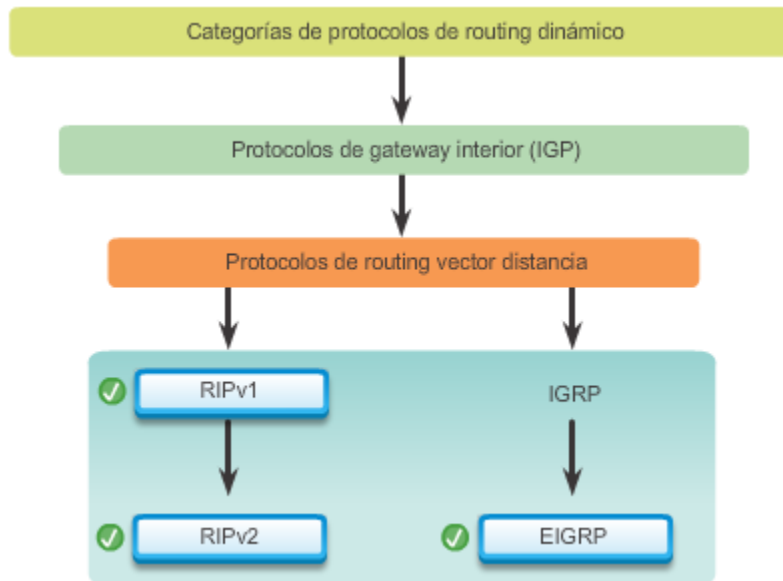 Categorías de protocolos de routing dinámico
Protocolos de gateway interior (IGP)
Protocolos de routing vector distancia
RIPv1
IGRP
RIPv2
EIGRP